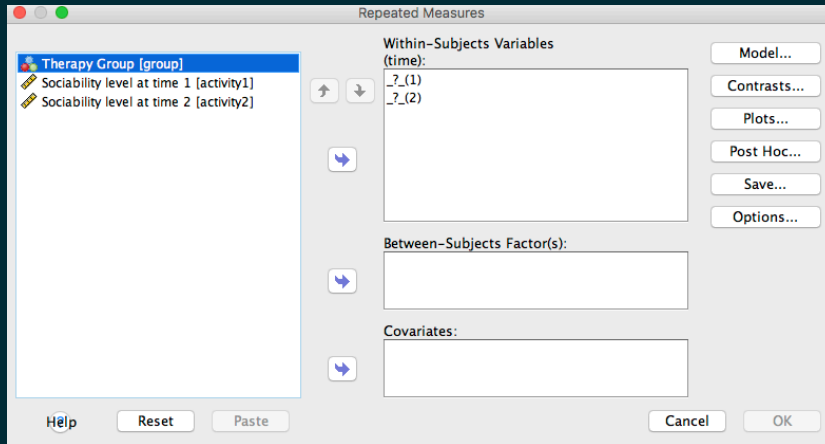 Repeated Measures
Therapy Group [group]
Sociability level at time 1 [activity1]
Sociability level at time 2 [activity2]
Within-Subjects Variables
(time):
_?_(1)
_?_(2)
Between-Subjects Factor(s):
Covariates:
Model...
Contrasts...
Plots...
Post Hoc...
Save...
Options...
Help
Reset
Paste
Cancel
OK